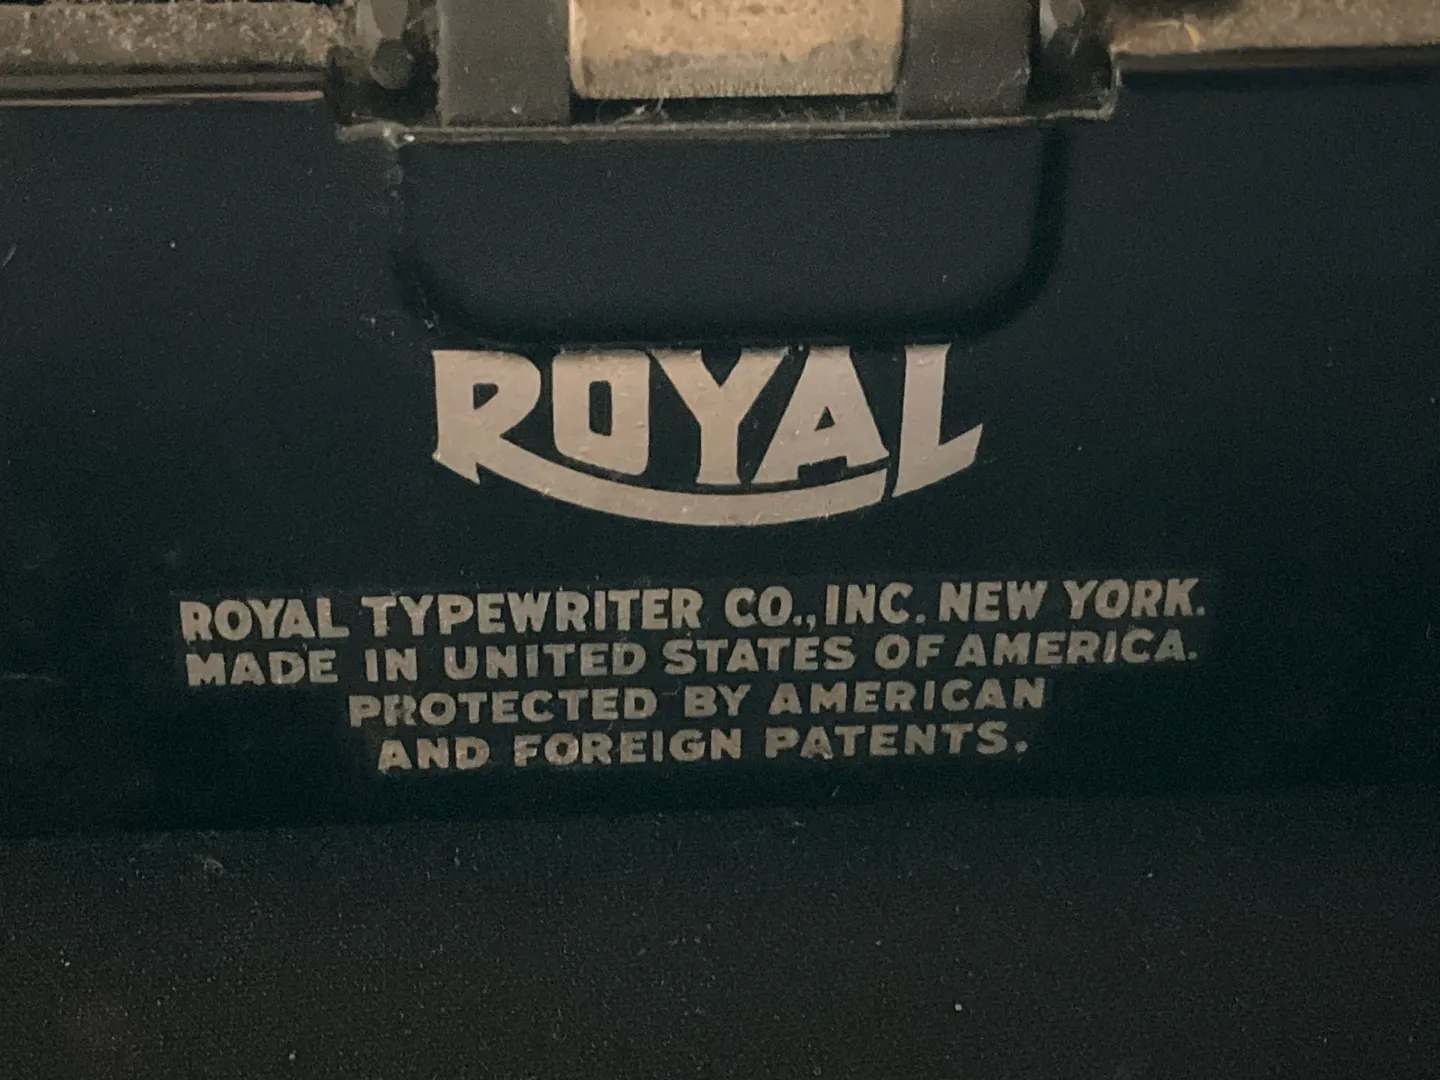 ROYAL
ROYAL TYPEWRITER CO., INC. NEW YORK.
MADE IN UNITED STATES OF AMERICA.
PROTECTED BY AMERICAN
AND FOREIGN PATENTS.